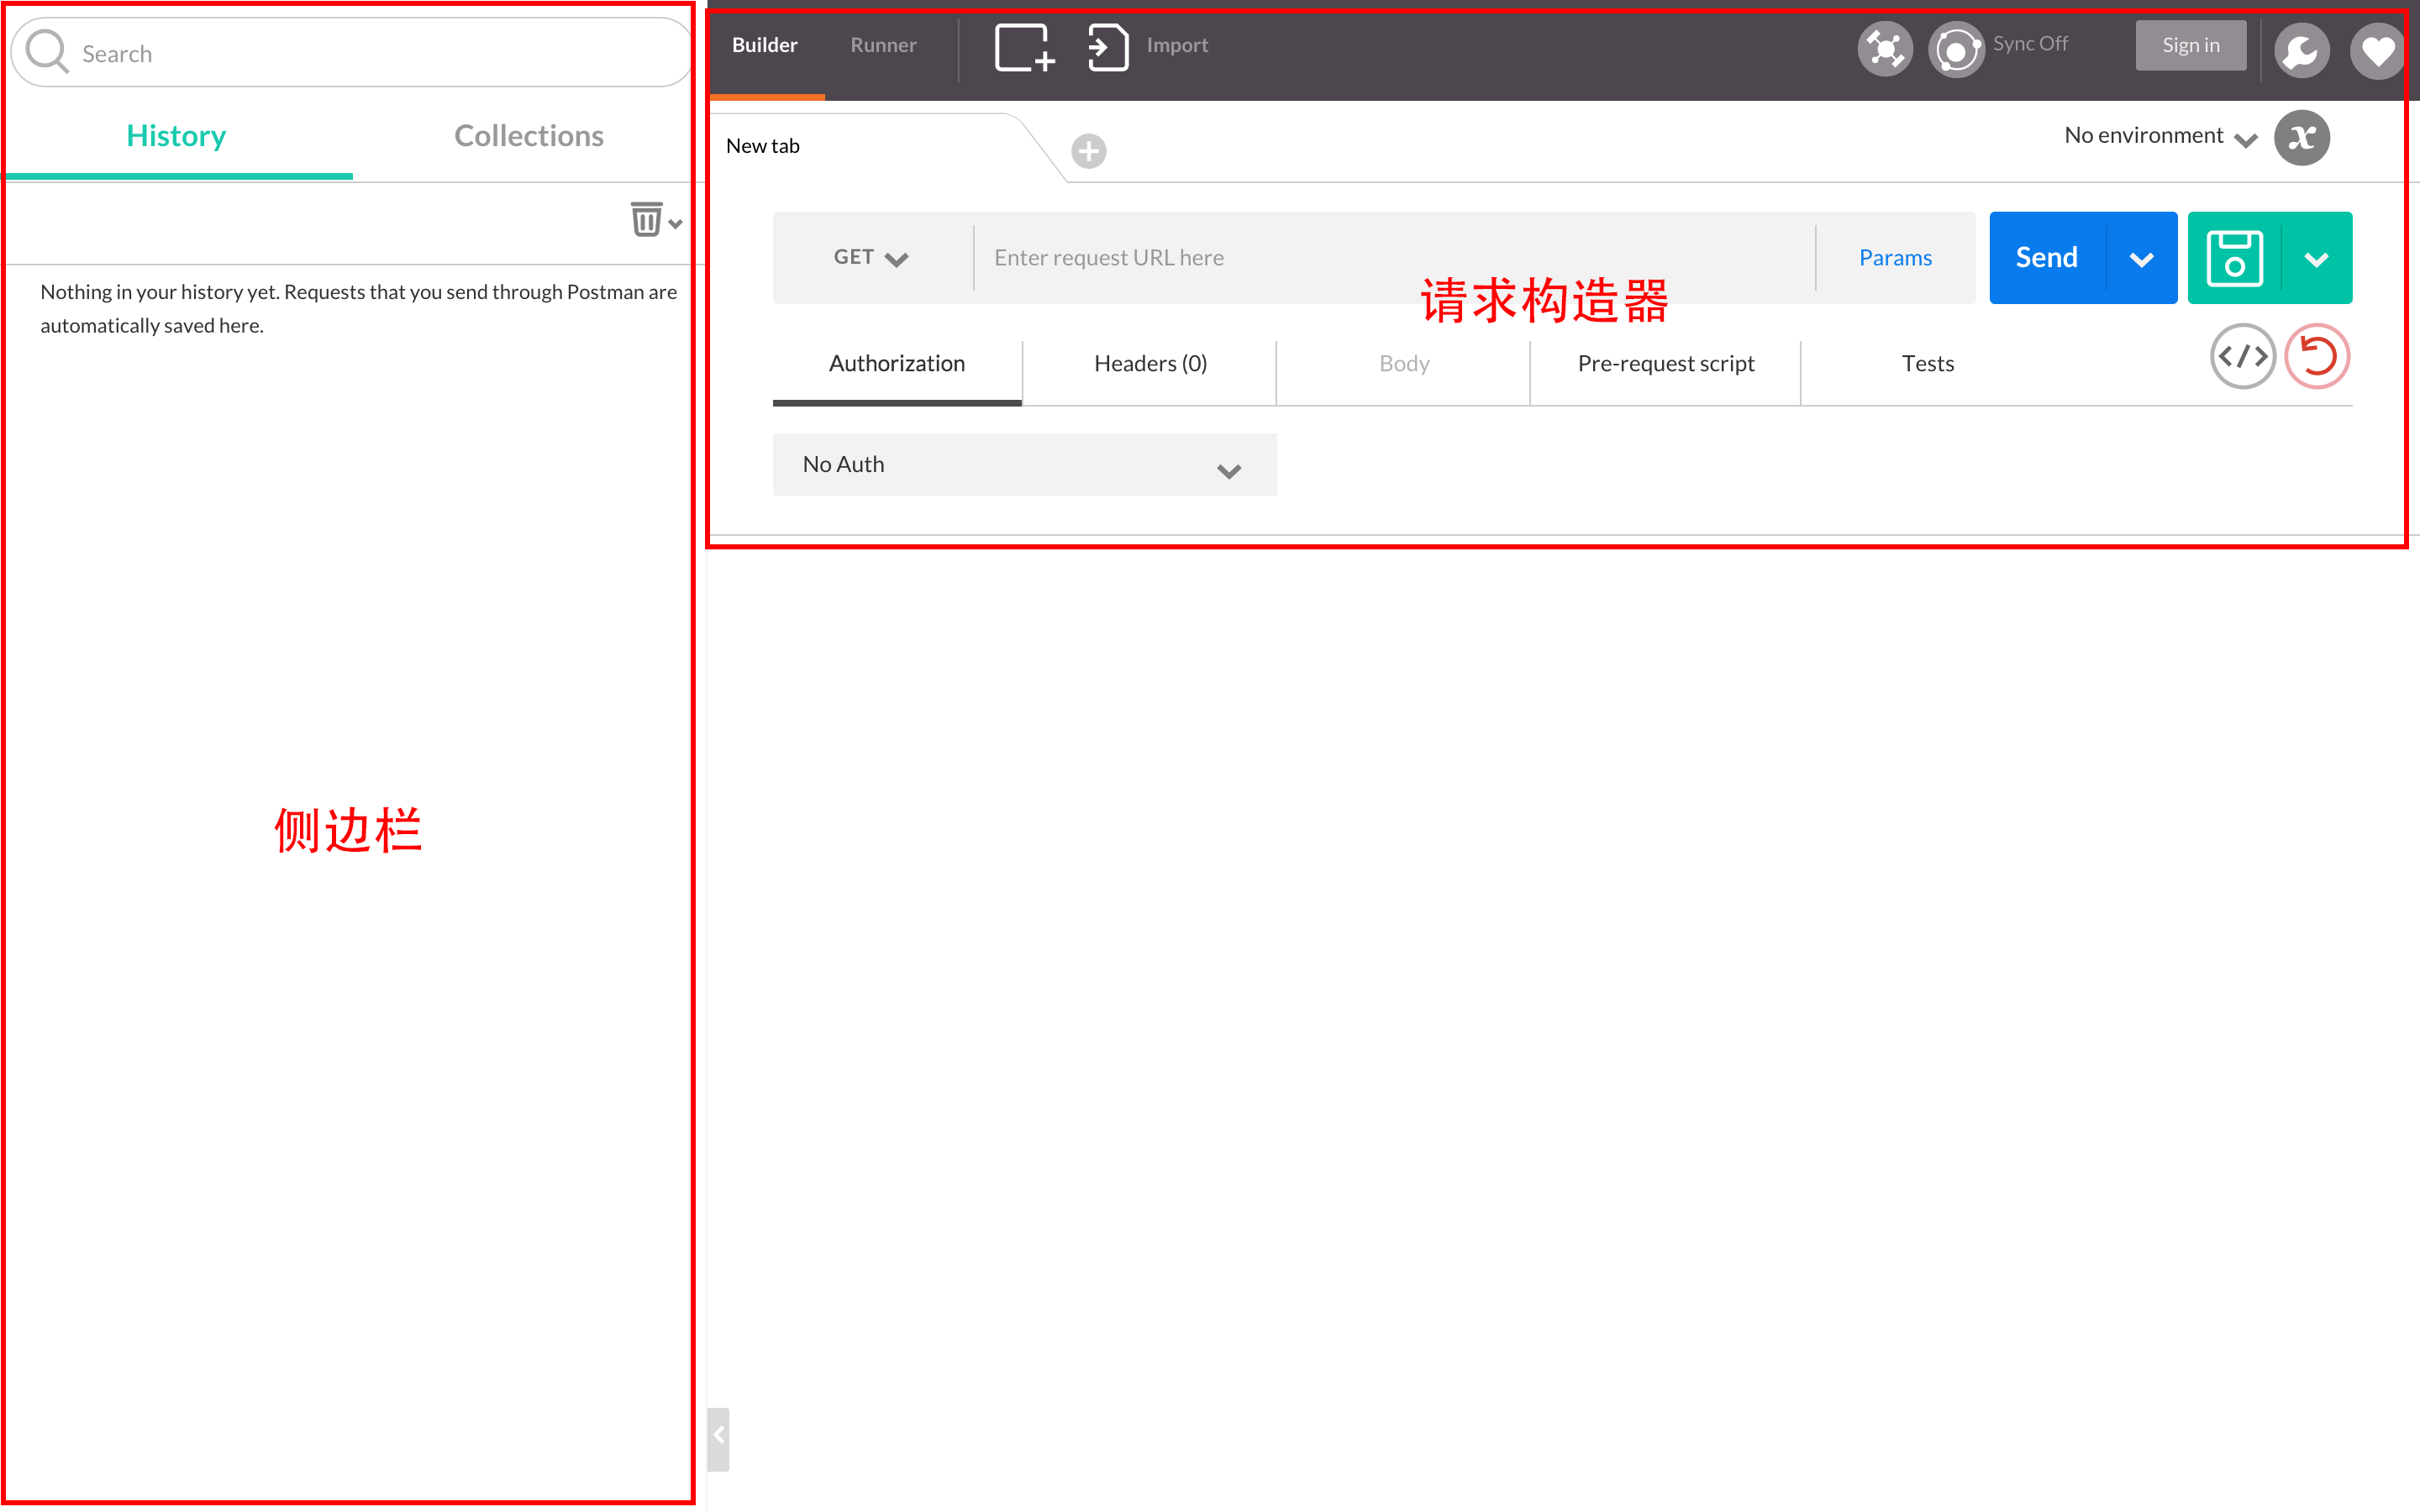 Search
History
Collections
Nothing in your history yet. Requests that you send through Postman are
automatically saved here.
侧边栏
Builder
Runner
Import
Sync Off
Sign in
New tab
No environment
x
GET
Enter request URL here
Params
Send
请求构造器
Authorization
Headers (0)
Body
Pre-request script
Tests
</>
No Auth